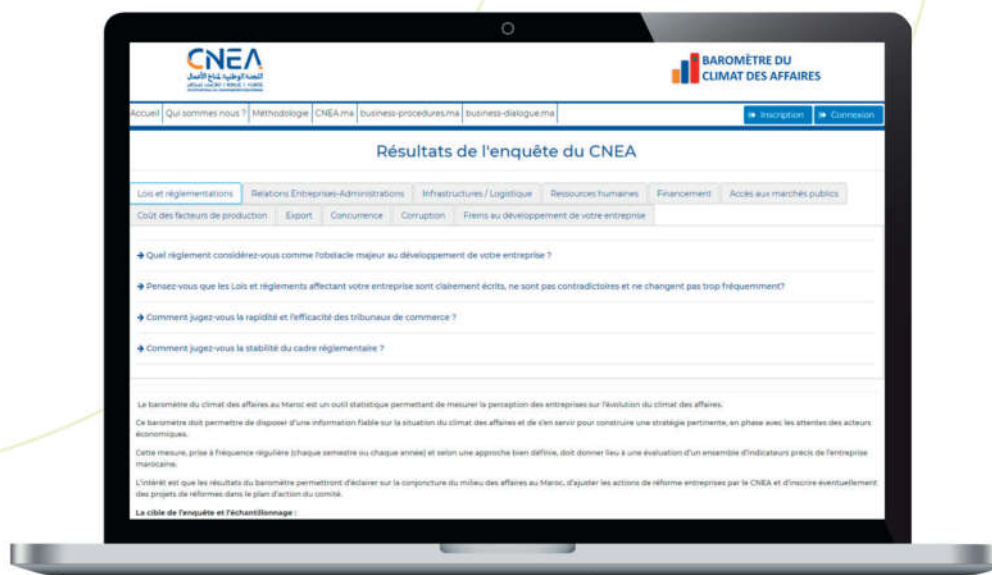 CNEA
اللجنة الوطنية لمناخ الأعمال
BAROMÈTRE DU
CLIMAT DES AFFAIRES
Accueil Qui sommes nous ? Méthodologie CNEA.ma business-procedures.ma business-dialogue.ma Inscription Connexion
Résultats de l'enquête du CNEA
Lois et réglementations Relations Entreprises-Administrations Infrastructures / Logistique Ressources humaines Financement Accès aux marchés publics
Coût des facteurs de production Export Concurrence Corruption Freins au développement de votre entreprise
Quel règlement considérez-vous comme l'obstacle majeur au développement de votre entreprise ?
Pensez-vous que les Lois et règlements affectant votre entreprise sont clairement écrits, ne sont pas contradictoires et ne changent pas trop fréquemment?
Comment jugez-vous la rapidité et l'efficacité des tribunaux de commerce ?
Comment jugez-vous la stabilité du cadre réglementaire ?
Le baromètre du climat des affaires au Maroc est un outil statistique permettant de mesurer la perception des entreprises sur l'évolution du climat des affaires.
Ce baromètre doit permettre de disposer d'une information fiable sur la situation du climat des affaires et de s'en servir pour construire une stratégie pertinente, en phase avec les attentes des acteurs
économiques.
Cette mesure, prise à fréquence régulière (chaque semestre ou chaque année) et selon une approche bien définie, doit donner lieu à une évaluation d'un ensemble d'indicateurs précis de l'entreprise
marocaine.
L'intérêt est que les résultats du baromètre permettront d'éclairer sur la conjoncture du milieu des affaires au Maroc, d'ajuster les actions de réforme entreprises par le CNEA et d'inscrire éventuellement
des projets de réformes dans le plan d'action du comité.
La cible de l'enquête et l'échantillonnage :